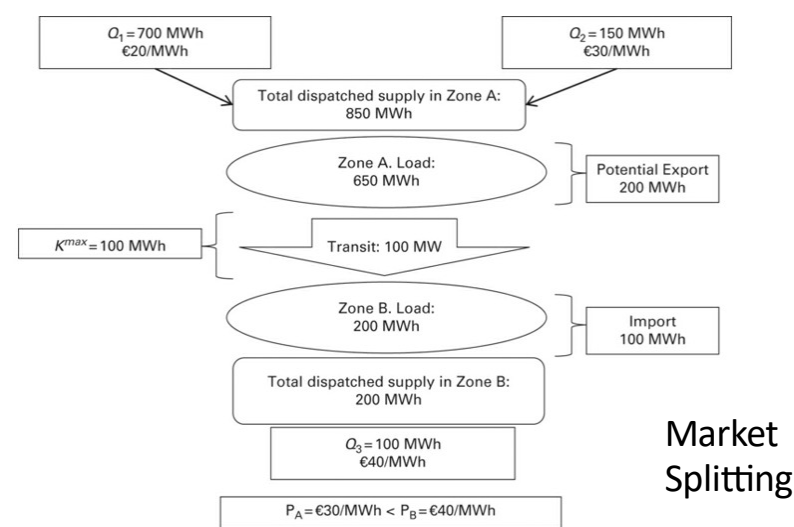 Q₁ = 700 MWh
€20/MWh
Q₂ = 150 MWh
€30/MWh
Total dispatched supply in Zone A:
850 MWh
Zone A. Load:
650 MWh
Potential Export
200 MWh
Kᵐᵃˣ = 100 MWh
Transit: 100 MW
Zone B. Load:
200 MWh
Import
100 MWh
Total dispatched supply in Zone B:
200 MWh
Q₃ = 100 MWh
€40/MWh
Market
Splitting
P_A = €30/MWh < P_B = €40/MWh